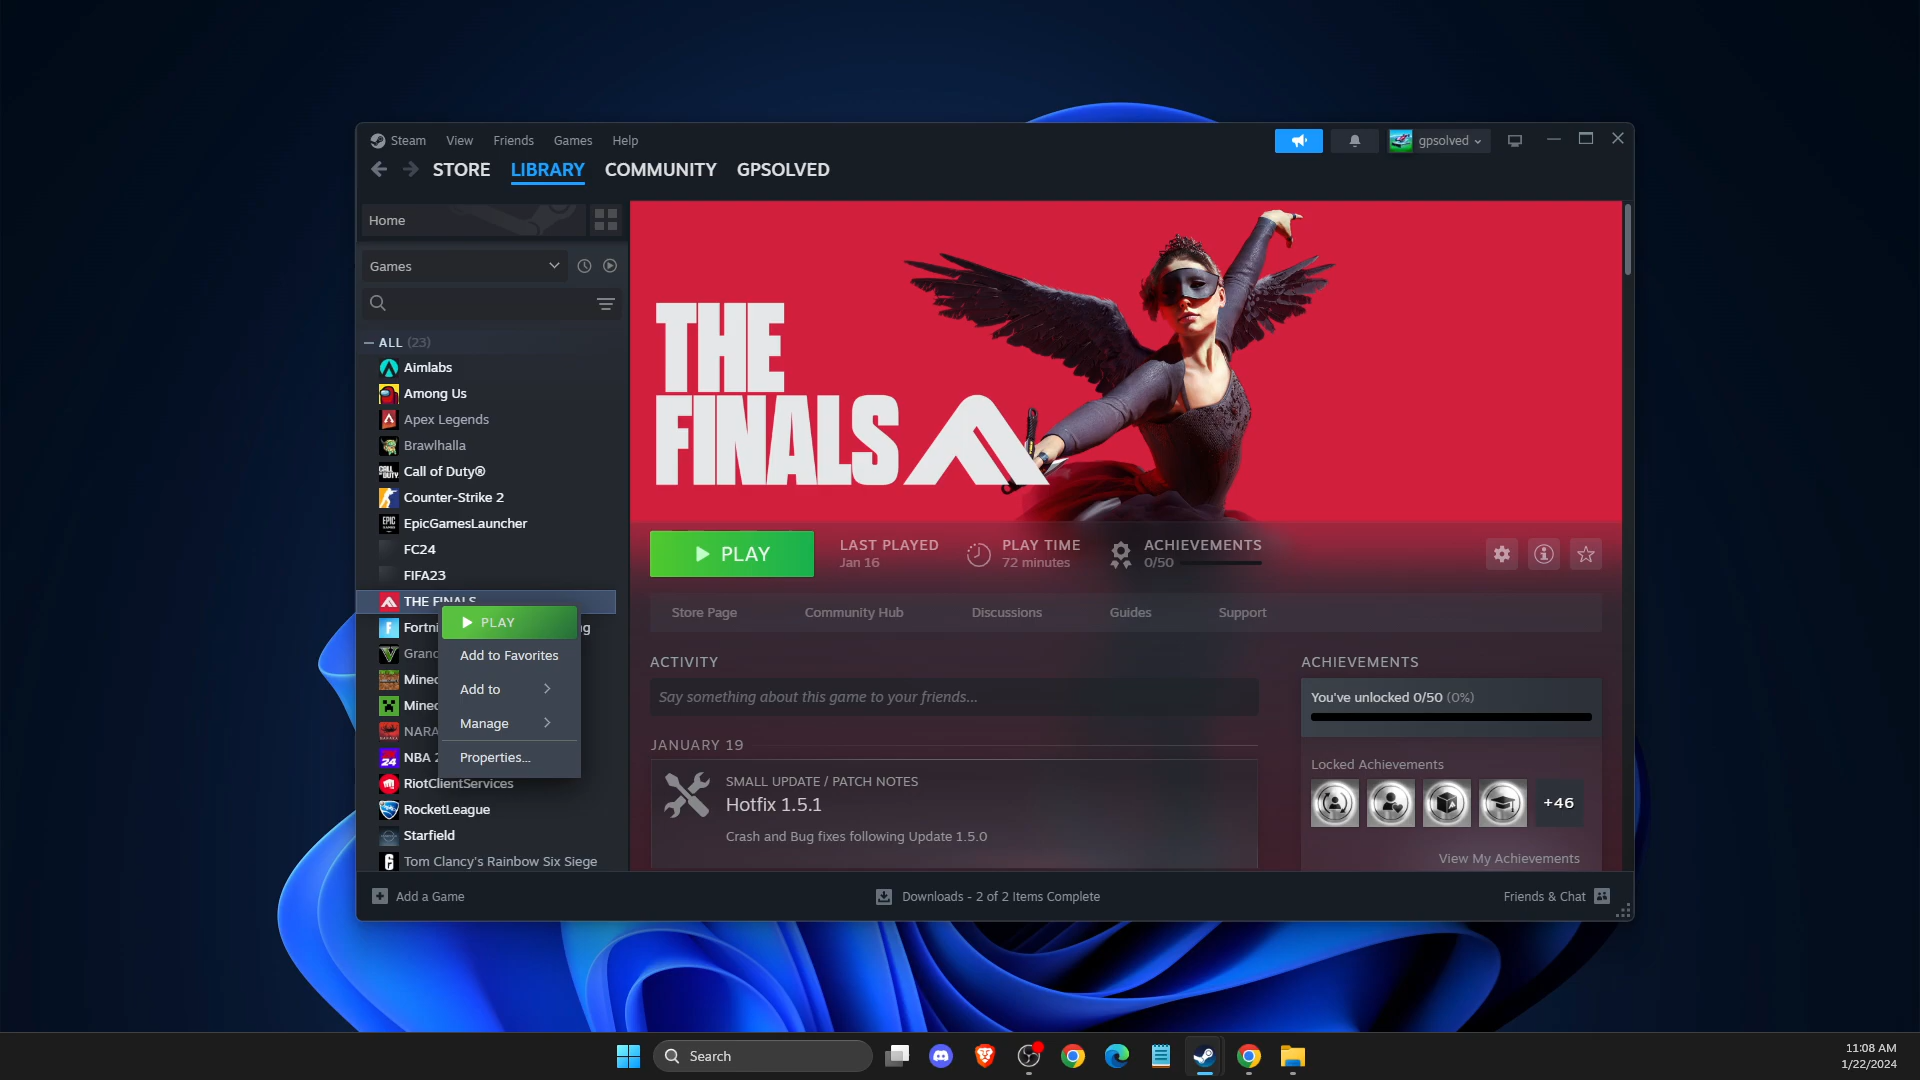 Steam View Friends Games Help
gpsolved
STORE LIBRARY COMMUNITY GPSOLVED
Home
Games
ALL (23)
Aimlabs
Among Us
Apex Legends
Brawlhalla
Call of Duty®
Counter-Strike 2
EpicGamesLauncher
FC24
FIFA23
THE FINALS
Fortni
g
Grand
Minec
Minec
NARA
NBA 2
RiotClientServices
RocketLeague
Starfield
Tom Clancy's Rainbow Six Siege
PLAY
Add to Favorites
Add to
Manage
Properties...
THE
FINALS
PLAY
LAST PLAYED
Jan 16
PLAY TIME
72 minutes
ACHIEVEMENTS
0/50
Store Page Community Hub Discussions Guides Support
ACTIVITY
Say something about this game to your friends...
JANUARY 19
SMALL UPDATE / PATCH NOTES
Hotfix 1.5.1
Crash and Bug fixes following Update 1.5.0
ACHIEVEMENTS
You've unlocked 0/50 (0%)
Locked Achievements
+46
View My Achievements
Add a Game
Downloads - 2 of 2 Items Complete
Friends & Chat
Search
11:08 AM
1/22/2024